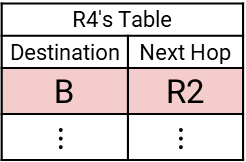 R4's Table
Destination Next Hop
B R2
⋮ ⋮